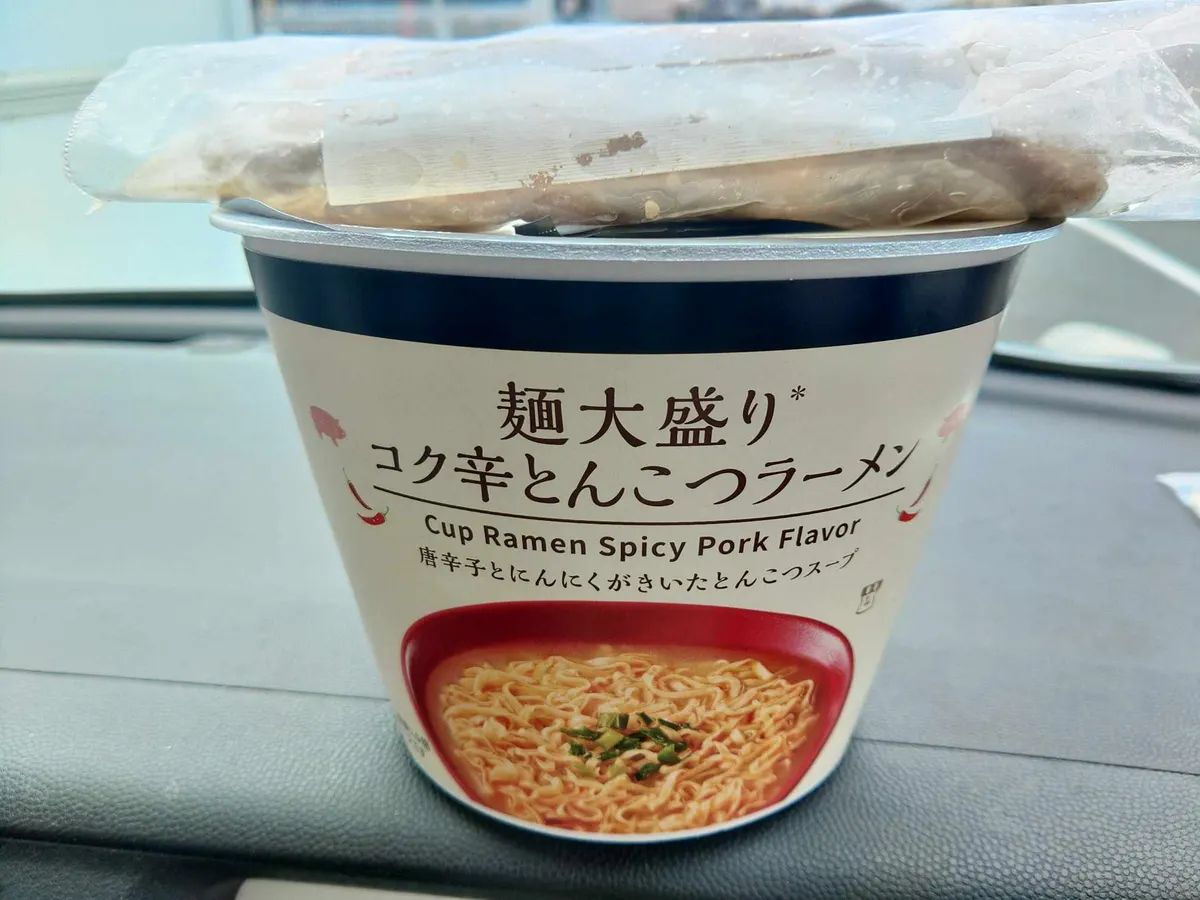 麺大盛り*
コク辛とんこつラーメン
Cup Ramen Spicy Pork Flavor
唐辛子とにんにくがきいたとんこつスープ